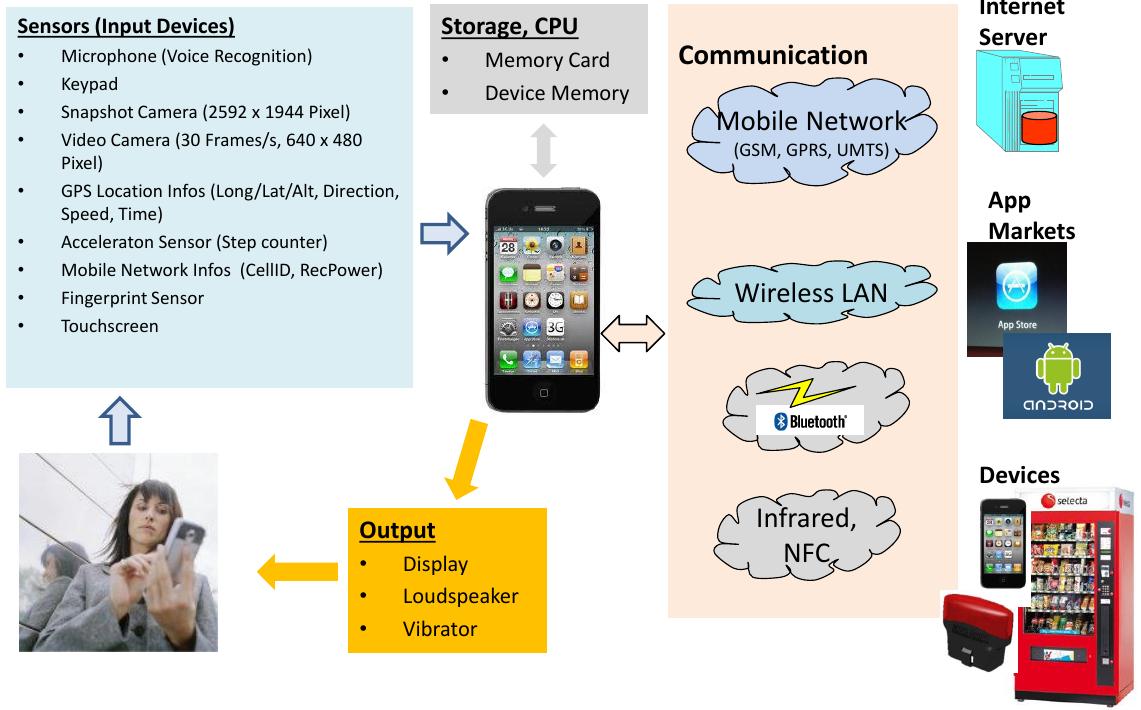 Sensors (Input Devices)
• Microphone (Voice Recognition)
• Keypad
• Snapshot Camera (2592 x 1944 Pixel)
• Video Camera (30 Frames/s, 640 x 480
Pixel)
• GPS Location Infos (Long/Lat/Alt, Direction,
Speed, Time)
• Acceleraton Sensor (Step counter)
• Mobile Network Infos (CellID, RecPower)
• Fingerprint Sensor
• Touchscreen
Storage, CPU
• Memory Card
• Device Memory
28
3G
Output
• Display
• Loudspeaker
• Vibrator
Communication
Mobile Network
(GSM, GPRS, UMTS)
Wireless LAN
Bluetooth
Infrared,
NFC
Internet
Server
App
Markets
App Store
ANDROID
Devices
selecta